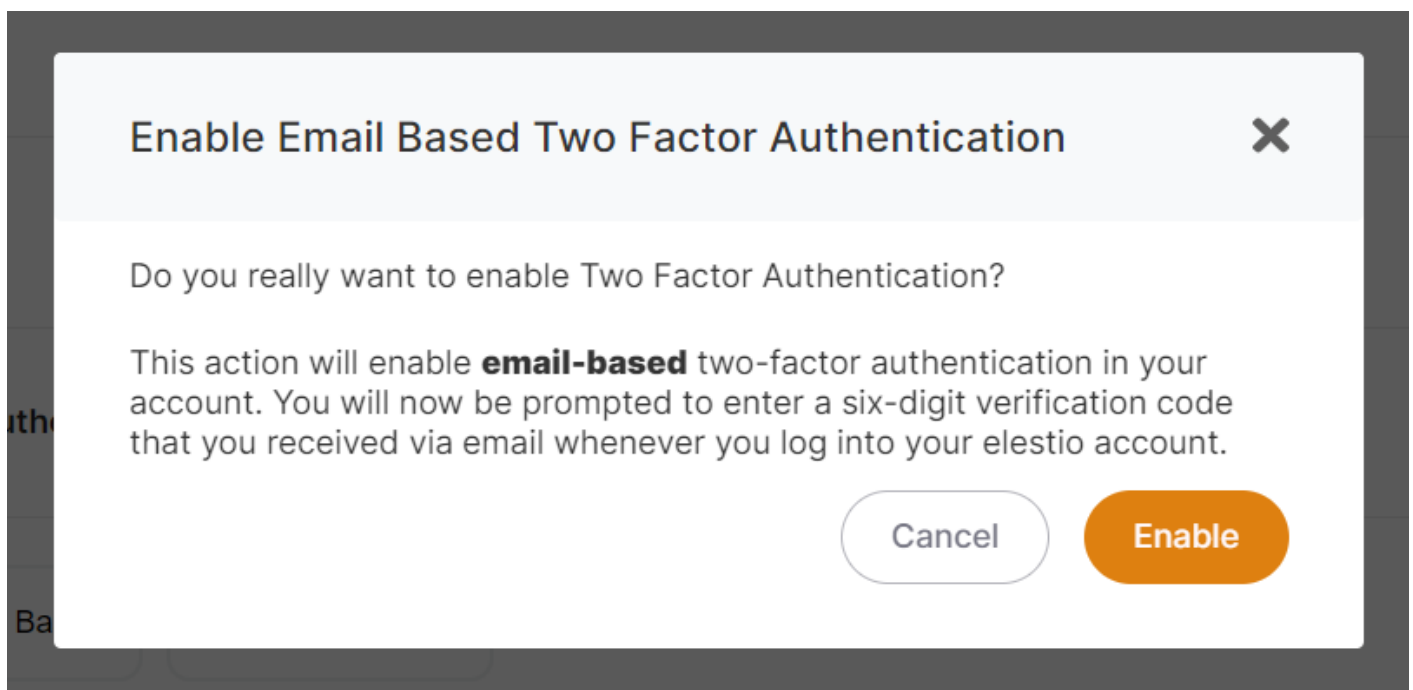 Enable Email Based Two Factor Authentication
Do you really want to enable Two Factor Authentication?
This action will enable email-based two-factor authentication in your
account. You will now be prompted to enter a six-digit verification code
that you received via email whenever you log into your elestio account.
Cancel Enable
Ba